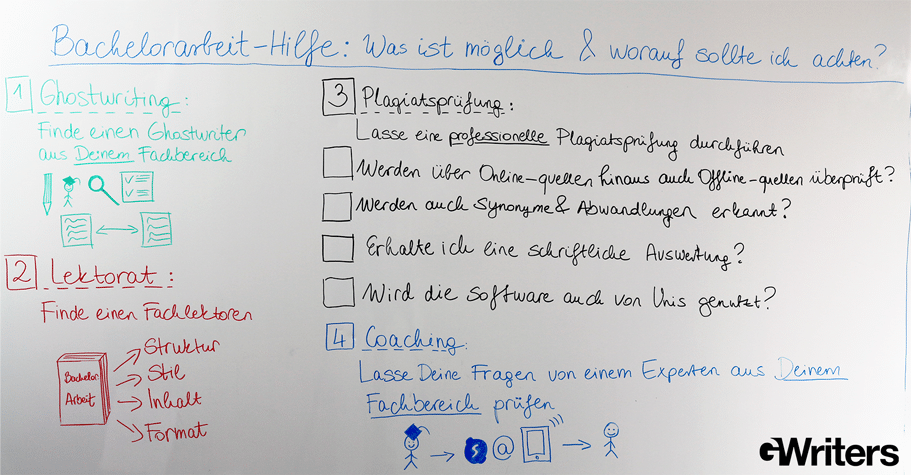 Bachelorarbeit-Hilfe: Was ist möglich & worauf sollte ich achten?
1 Ghostwriting:
Finde einen Ghostwriter
aus Deinem Fachbereich
2 Lektorat:
Finde einen Fachlektoren
Bachelor
Arbeit
Struktur
Stil
Inhalt
Format
3 Plagiatsprüfung:
Lasse eine professionelle Plagiatsprüfung durchführen
Werden über Online-quellen hinaus auch Offline-quellen überprüft?
Werden auch Synonyme & Abwandlungen erkannt?
Erhalte ich eine schriftliche Auswertung?
Wird die Software auch von Unis genutzt?
4 Coaching:
Lasse Deine Fragen von einem Experten aus Deinem
Fachbereich prüfen
@
eWriters